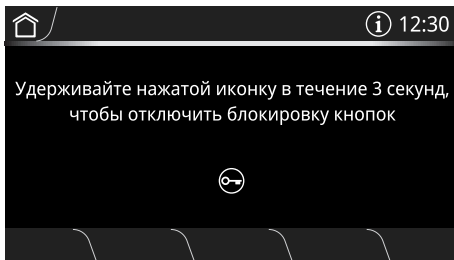 12:30
Удерживайте нажатой иконку в течение 3 секунд,
чтобы отключить блокировку кнопок